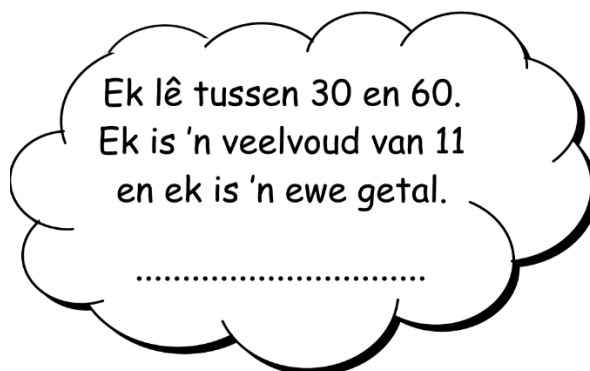 Ek lê tussen 30 en 60.
Ek is 'n veelvoud van 11
en ek is 'n ewe getal.
...............................